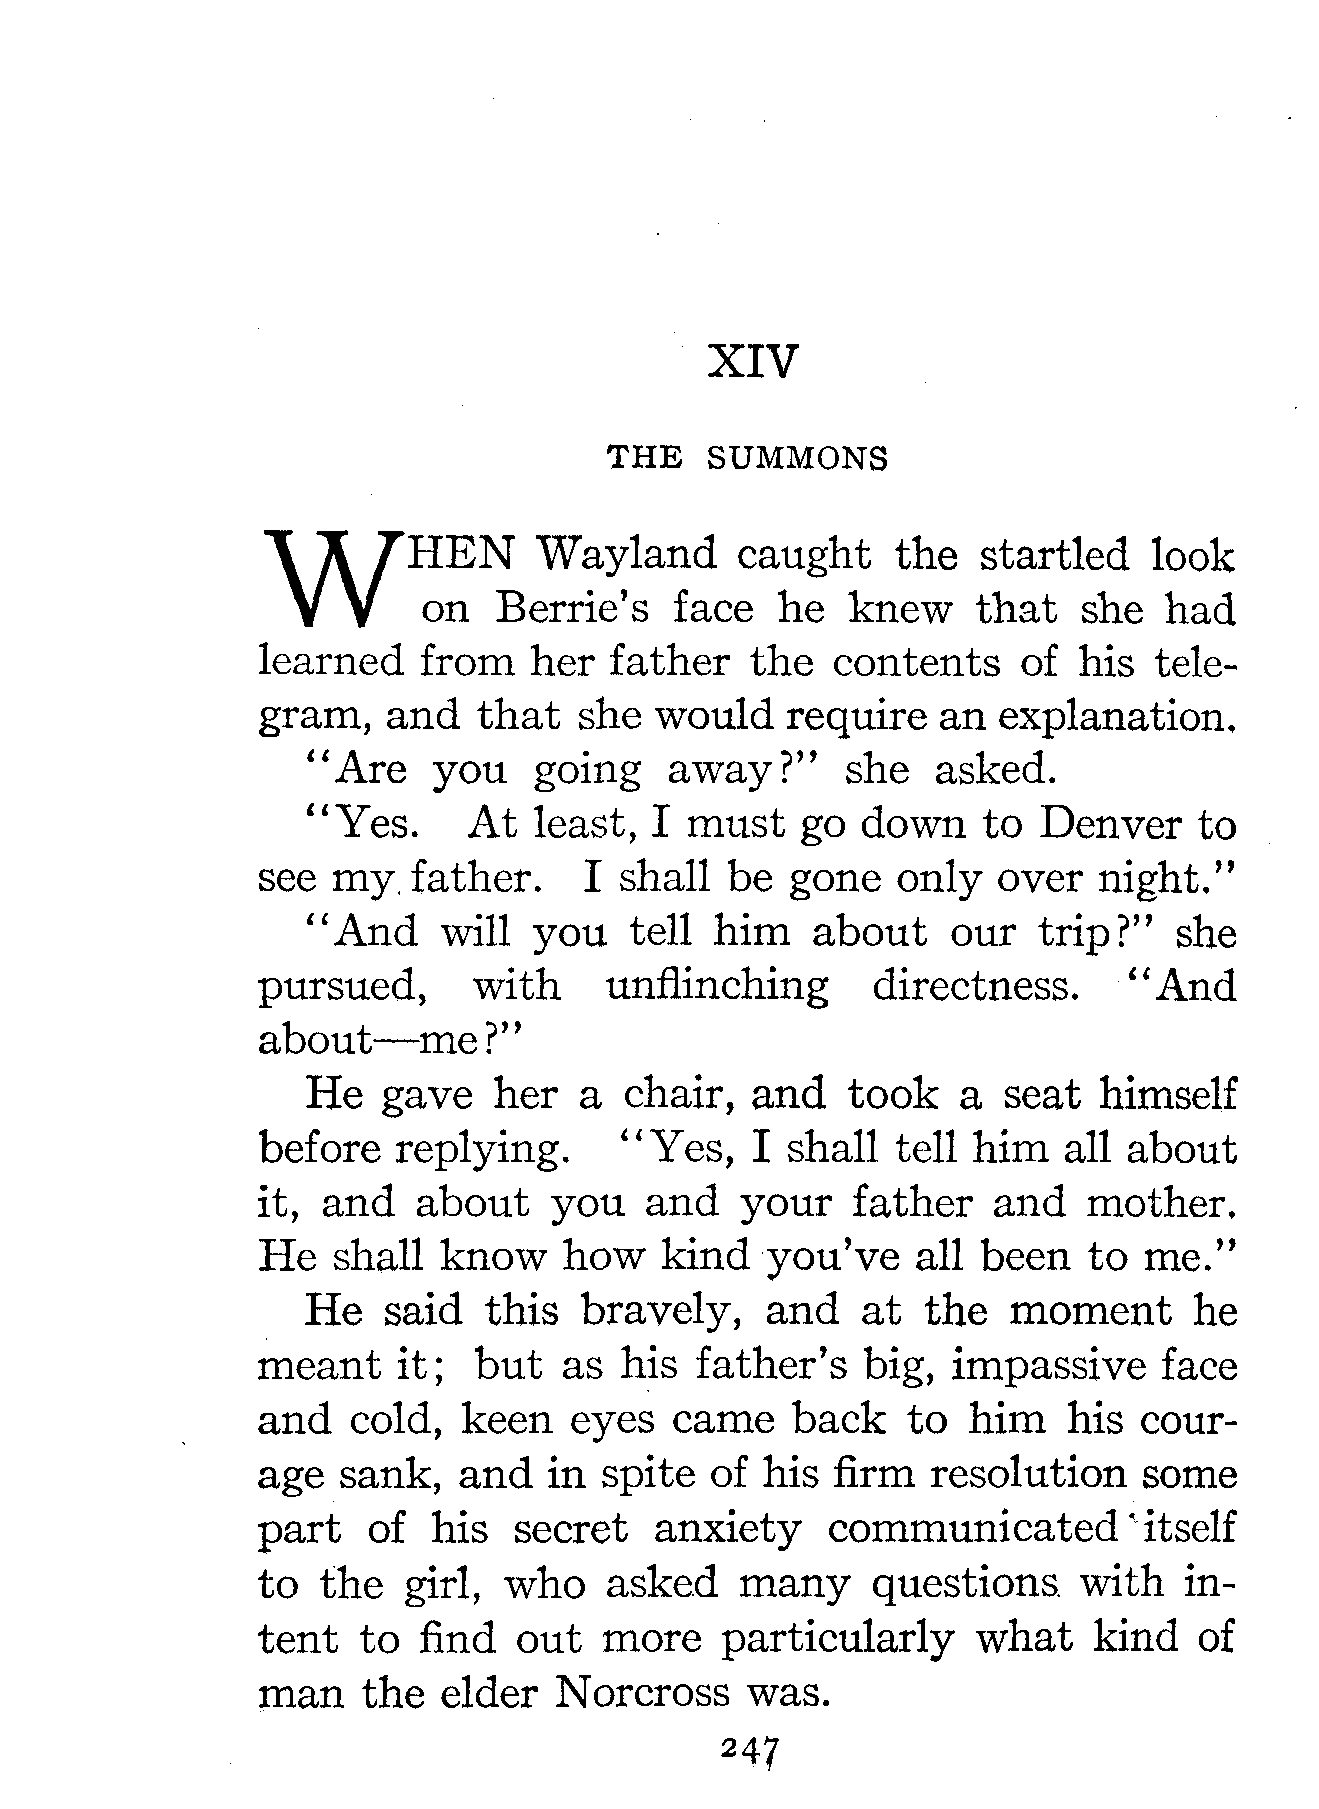 XIV
THE SUMMONS
WHEN Wayland caught the startled look
on Berrie's face he knew that she had
learned from her father the contents of his tele-
gram, and that she would require an explanation.
"Are you going away?" she asked.
"Yes. At least, I must go down to Denver to
see my father. I shall be gone only over night."
"And will you tell him about our trip?" she
pursued, with unflinching directness. "And
about—me?"
He gave her a chair, and took a seat himself
before replying. "Yes, I shall tell him all about
it, and about you and your father and mother.
He shall know how kind you've all been to me."
He said this bravely, and at the moment he
meant it; but as his father's big, impassive face
and cold, keen eyes came back to him his cour-
age sank, and in spite of his firm resolution some
part of his secret anxiety communicated itself
to the girl, who asked many questions with in-
tent to find out more particularly what kind of
man the elder Norcross was.
247